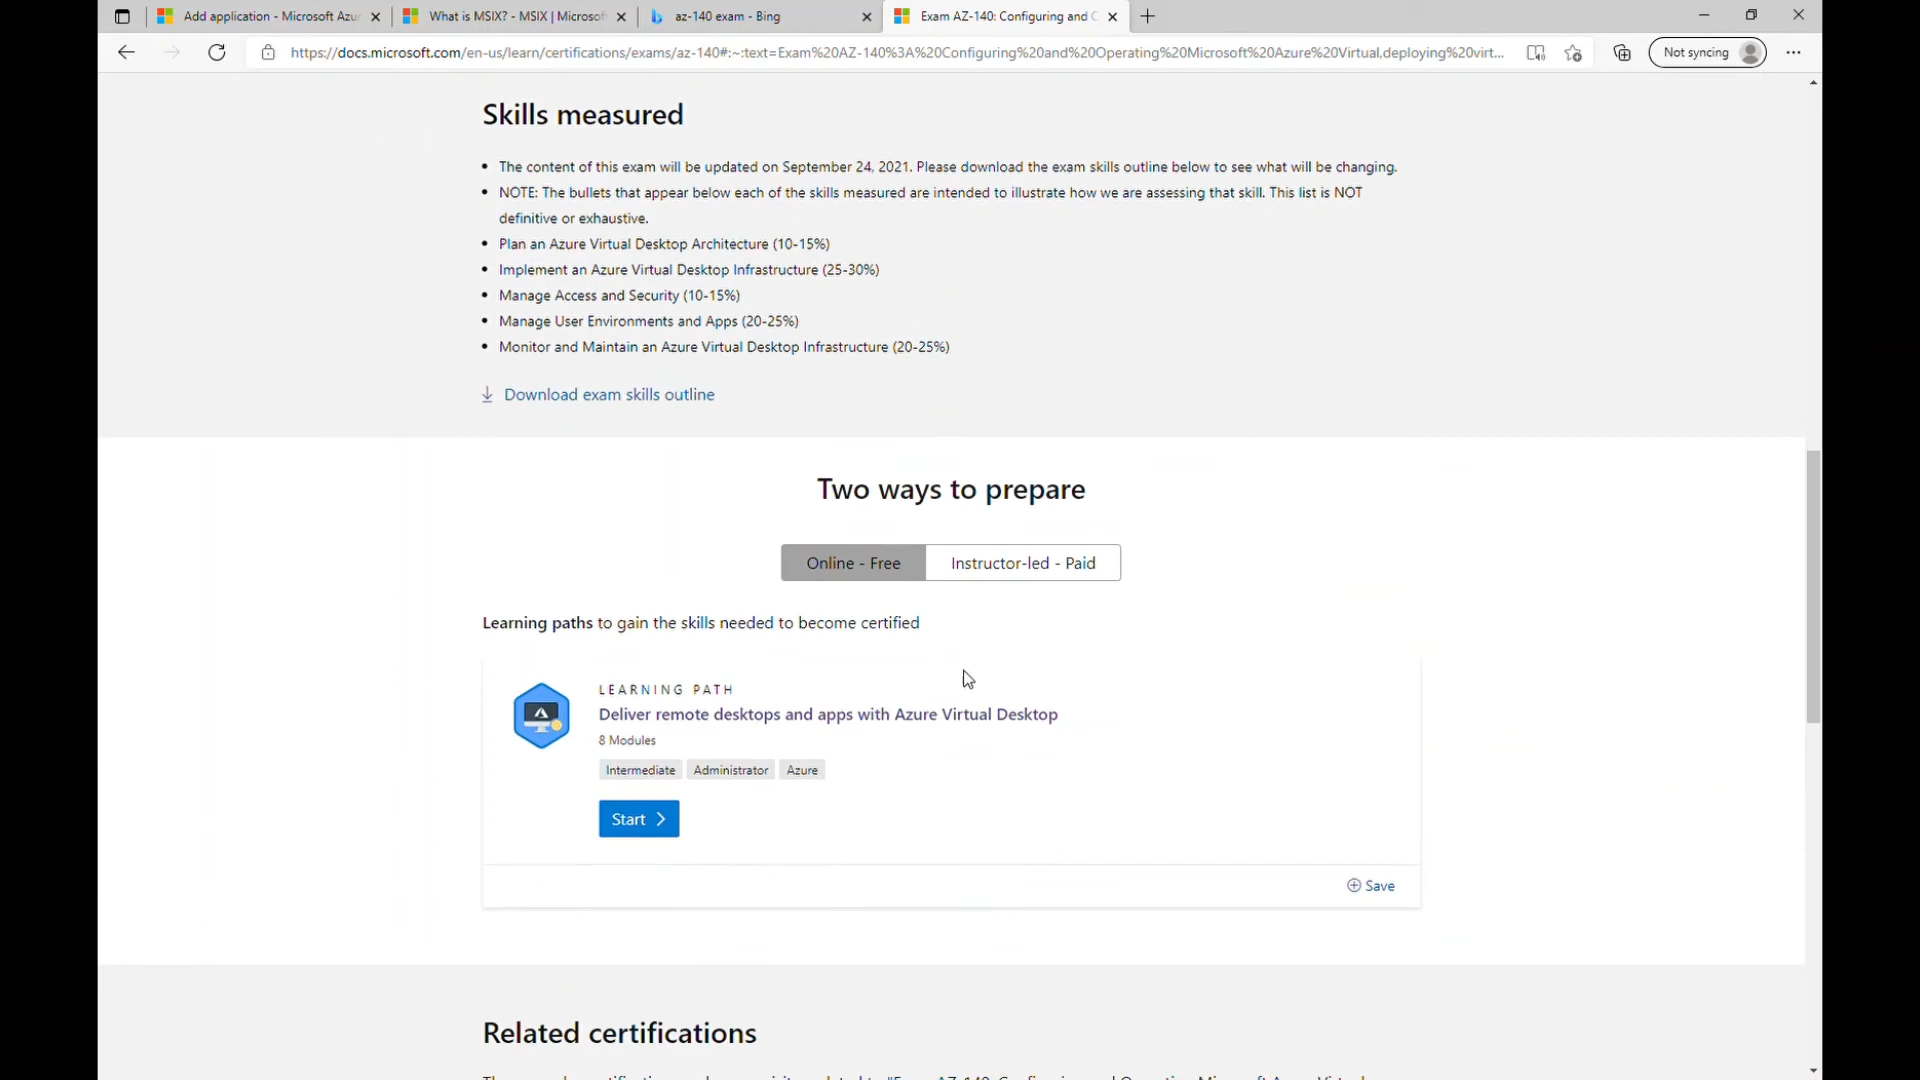 Add application - Microsoft Azu
What is MSIX? - MSIX | Microsof
az-140 exam - Bing
Exam AZ-140: Configuring and C
https://docs.microsoft.com/en-us/learn/certifications/exams/az-140#:~:text=Exam%20AZ-140%3A%20Configuring%20and%20Operating%20Microsoft%20Azure%20Virtual,deploying%20virt...
Not syncing
Skills measured
• The content of this exam will be updated on September 24, 2021. Please download the exam skills outline below to see what will be changing.
• NOTE: The bullets that appear below each of the skills measured are intended to illustrate how we are assessing that skill. This list is NOT
definitive or exhaustive.
• Plan an Azure Virtual Desktop Architecture (10-15%)
• Implement an Azure Virtual Desktop Infrastructure (25-30%)
• Manage Access and Security (10-15%)
• Manage User Environments and Apps (20-25%)
• Monitor and Maintain an Azure Virtual Desktop Infrastructure (20-25%)
Download exam skills outline
Two ways to prepare
Online - Free
Instructor-led - Paid
Learning paths to gain the skills needed to become certified
LEARNING PATH
Deliver remote desktops and apps with Azure Virtual Desktop
8 Modules
Intermediate Administrator Azure
Start
Save
Related certifications